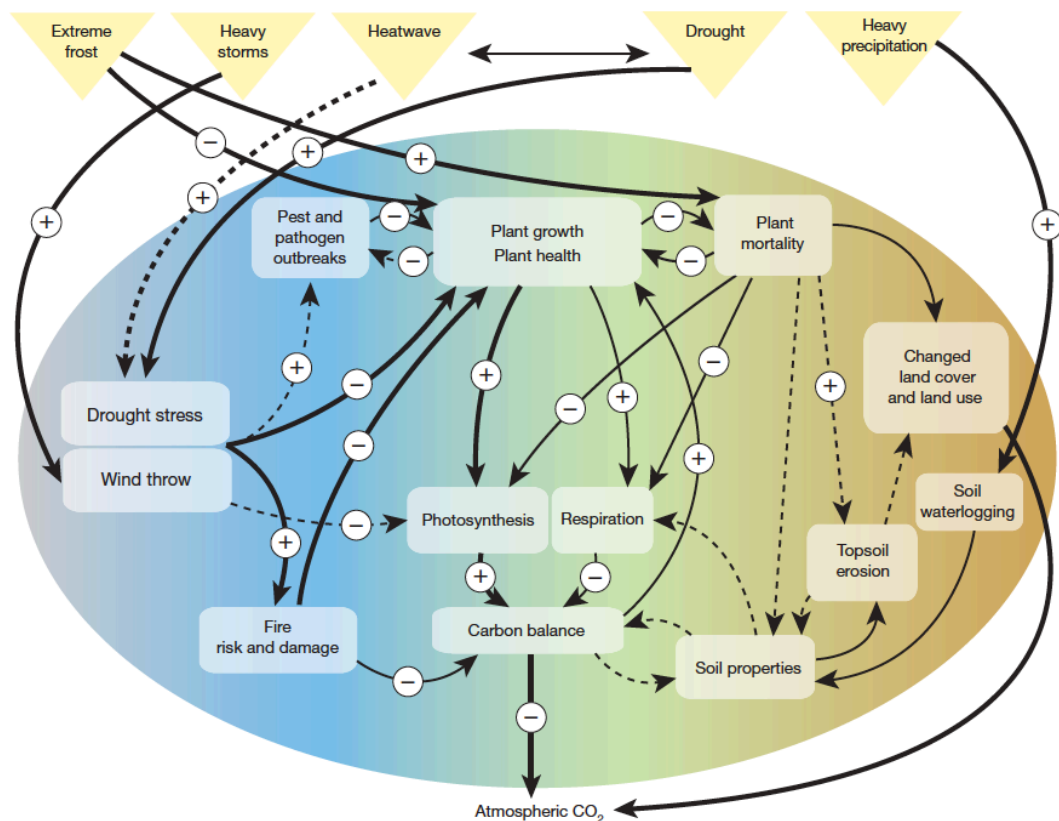 Extreme
frost
Heavy
storms
Heatwave
Drought
Heavy
precipitation
−
+
+
+
+
+
Pest and
pathogen
outbreaks
−
−
Plant growth
Plant health
−
−
Plant
mortality
Changed
land cover
and land use
Drought stress
Wind throw
+
−
−
+
+
−
−
+
+
−
+
Photosynthesis
Respiration
Soil
waterlogging
Topsoil
erosion
+
−
Fire
risk and damage
Carbon balance
Soil properties
−
−
Atmospheric CO₂